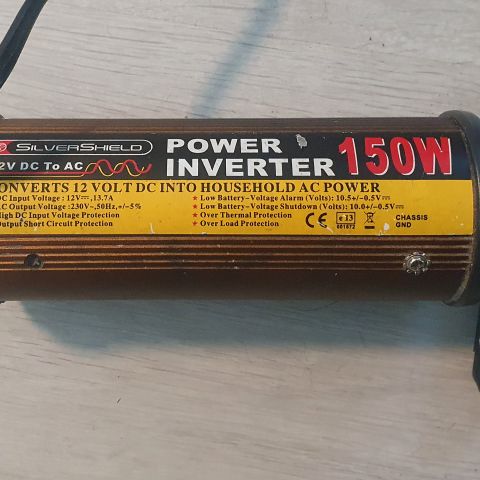 SILVERSHIELD
2V DC TO AC
POWER
INVERTER
150W
ONVERTS 12 VOLT DC INTO HOUSEHOLD AC POWER
DC Input Voltage : 12V⎓, 13.7A
AC Output Voltage : 230V~, 50Hz, +/-5%
High DC Input Voltage Protection
Output Short Circuit Protection
★ Low Battery-Voltage Alarm (Volts): 10.5+/-0.5V⎓
★ Low Battery-Voltage Shutdown (Volts): 10.0+/-0.5V⎓
★ Over Thermal Protection
★ Over Load Protection
CE
e 13
CHASSIS
GND